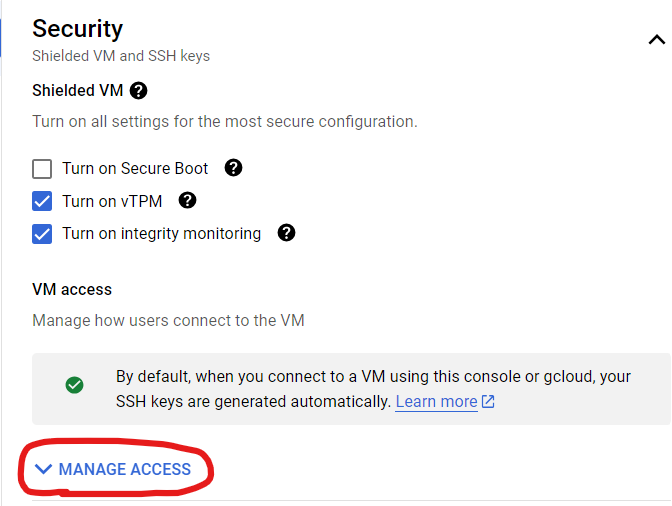 Security
Shielded VM and SSH keys
Shielded VM
Turn on all settings for the most secure configuration.
Turn on Secure Boot
Turn on vTPM
Turn on integrity monitoring
VM access
Manage how users connect to the VM
By default, when you connect to a VM using this console or gcloud, your
SSH keys are generated automatically. Learn more
MANAGE ACCESS